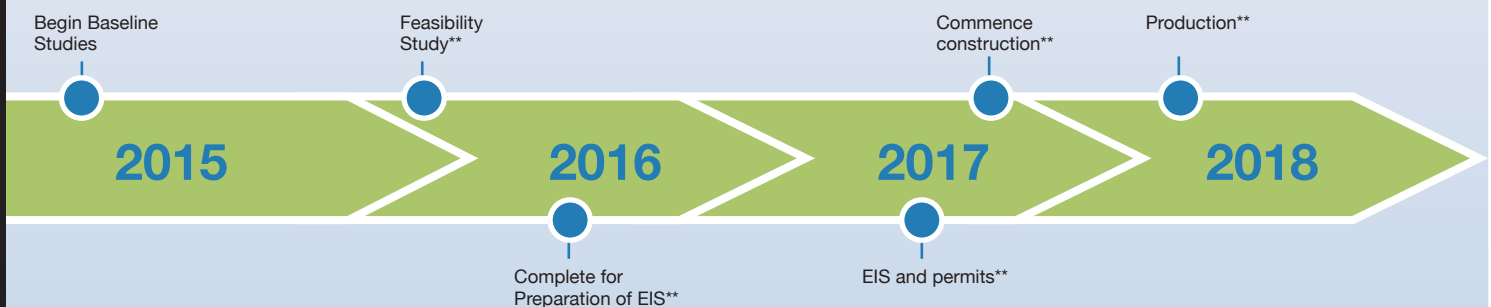 Begin Baseline
Studies
Feasibility
Study**
Commence
construction**
Production**
2015
2016
2017
2018
Complete for
Preparation of EIS**
EIS and permits**